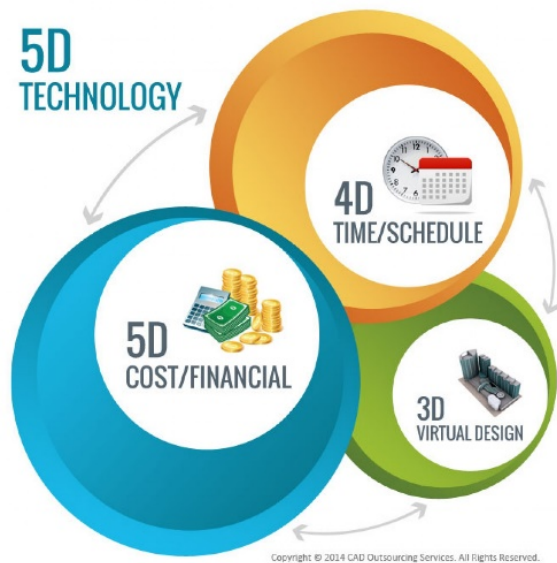 5D
TECHNOLOGY
4D
TIME/SCHEDULE
5D
COST/FINANCIAL
3D
VIRTUAL DESIGN
Copyright © 2014 CAD Outsourcing Services. All Rights Reserved.